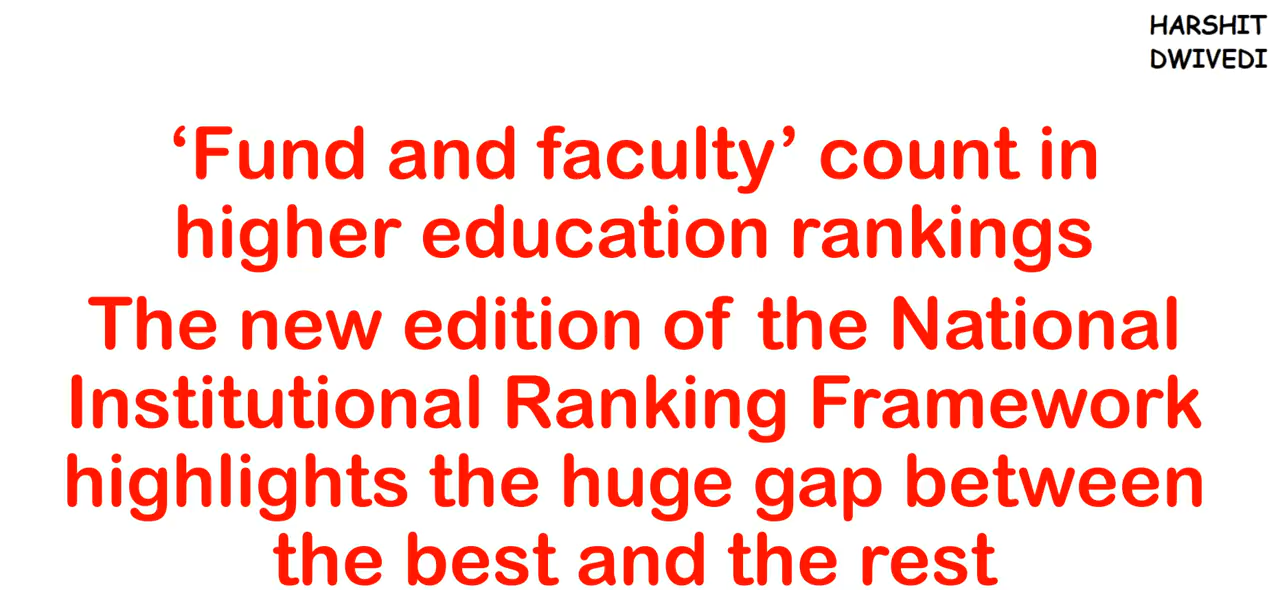 HARSHIT
DWIVEDI
‘Fund and faculty’ count in
higher education rankings
The new edition of the National
Institutional Ranking Framework
highlights the huge gap between
the best and the rest